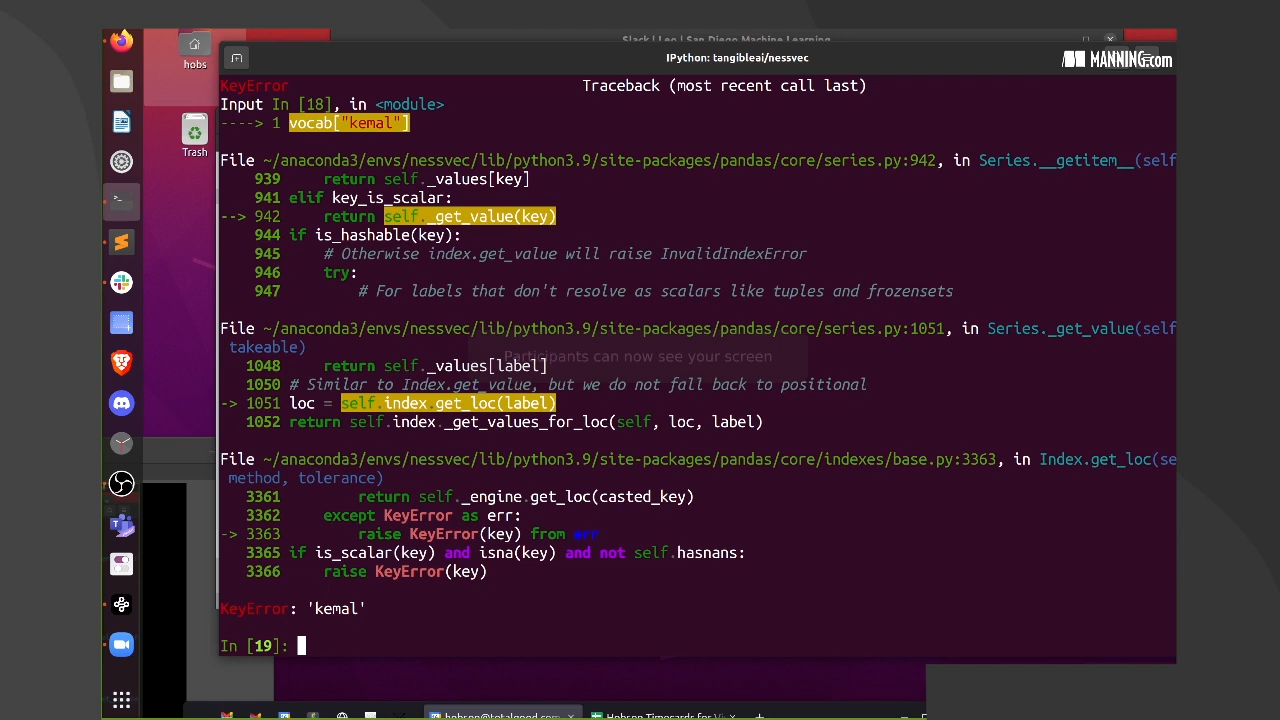 Slack | Leo | San Diego Machine Learning
hobs
IPython: tangibleai/nessvec
MANNING.com
Trash
KeyError Traceback (most recent call last)
Input In [18], in <module>
----> 1 vocab["kemal"]
File ~/anaconda3/envs/nessvec/lib/python3.9/site-packages/pandas/core/series.py:942, in Series.__getitem__(self
939 return self._values[key]
941 elif key_is_scalar:
--> 942 return self._get_value(key)
944 if is_hashable(key):
945 # Otherwise index.get_value will raise InvalidIndexError
946 try:
947 # For labels that don't resolve as scalars like tuples and frozensets
File ~/anaconda3/envs/nessvec/lib/python3.9/site-packages/pandas/core/series.py:1051, in Series._get_value(self
takeable)
Participants can now see your screen
1048 return self._values[label]
1050 # Similar to Index.get_value, but we do not fall back to positional
-> 1051 loc = self.index.get_loc(label)
1052 return self.index._get_values_for_loc(self, loc, label)
File ~/anaconda3/envs/nessvec/lib/python3.9/site-packages/pandas/core/indexes/base.py:3363, in Index.get_loc(se
method, tolerance)
3361 return self._engine.get_loc(casted_key)
3362 except KeyError as err:
-> 3363 raise KeyError(key) from err
3365 if is_scalar(key) and isna(key) and not self.hasnans:
3366 raise KeyError(key)
KeyError: 'kemal'
In [19]:
hobson@totalgood.com
Hobson Timecards for Vi